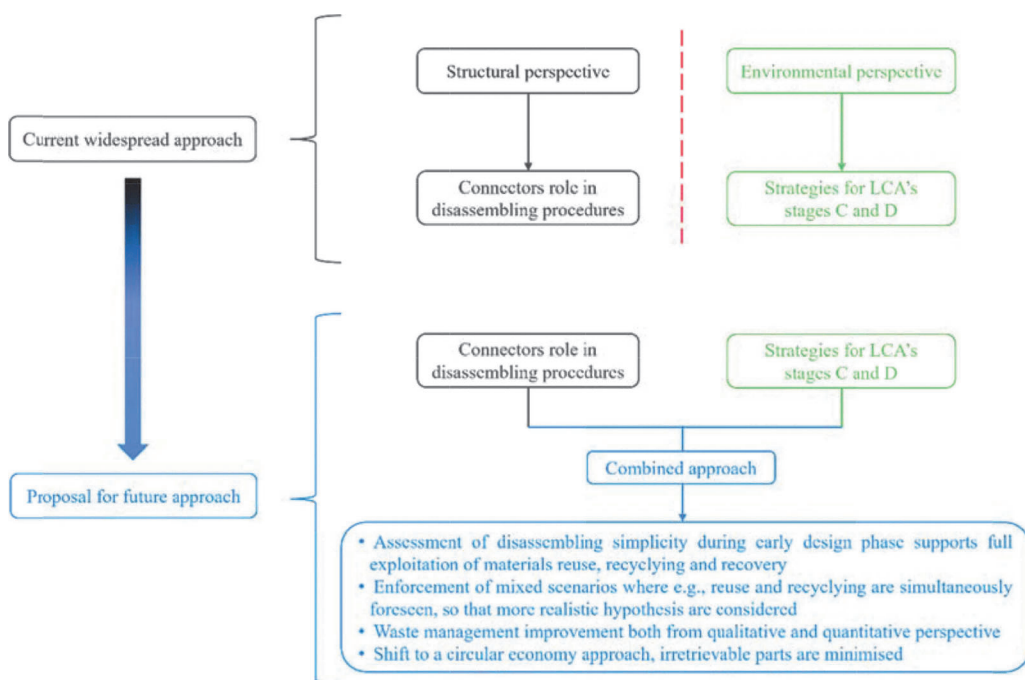 Structural perspective
Environmental perspective
Current widespread approach
Connectors role in
disassembling procedures
Strategies for LCA's
stages C and D
Connectors role in
disassembling procedures
Strategies for LCA's
stages C and D
Combined approach
Proposal for future approach
• Assessment of disassembling simplicity during early design phase supports full
exploitation of materials reuse, recyclying and recovery
• Enforcement of mixed scenarios where e.g., reuse and recyclying are simultaneously
foreseen, so that more realistic hypothesis are considered
• Waste management improvement both from qualitative and quantitative perspective
• Shift to a circular economy approach, irretrievable parts are minimised